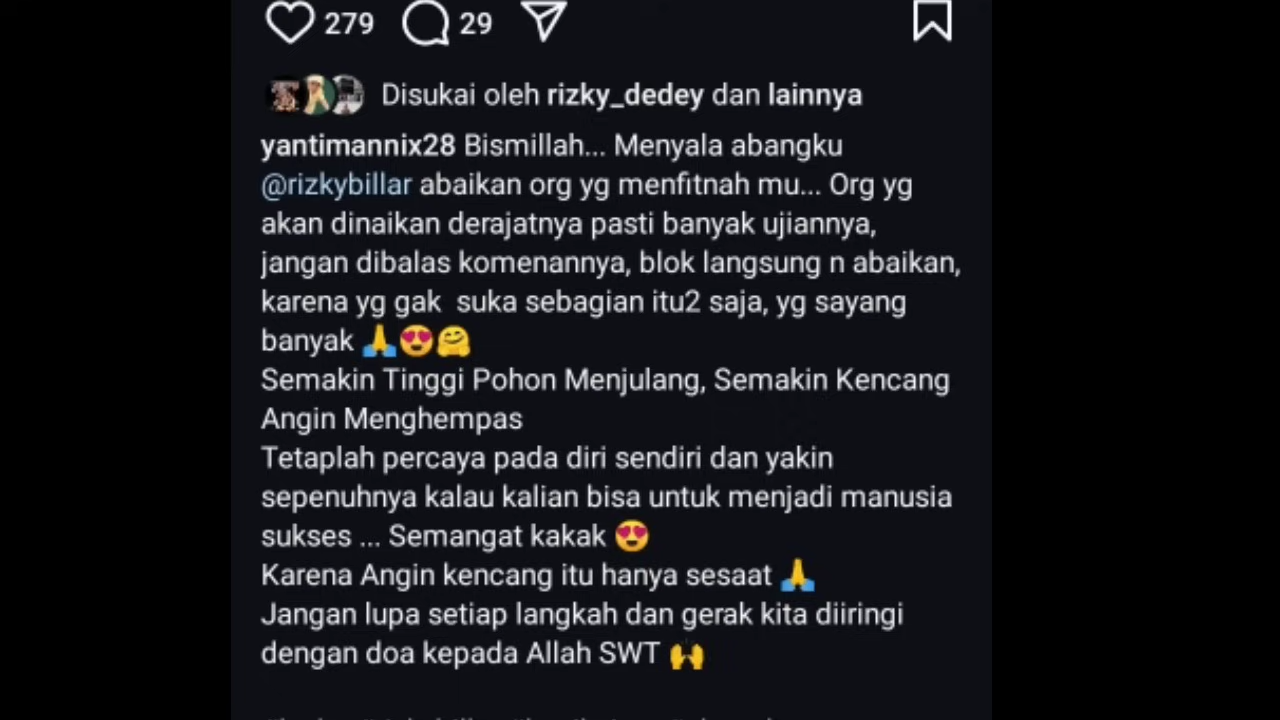 279 29
Disukai oleh rizky_dedey dan lainnya
yantimannix28 Bismillah... Menyala abangku
@rizkybillar abaikan org yg menfitnah mu... Org yg
akan dinaikan derajatnya pasti banyak ujiannya,
jangan dibalas komenannya, blok langsung n abaikan,
karena yg gak  suka sebagian itu2 saja, yg sayang
banyak 🙏😍🤗
Semakin Tinggi Pohon Menjulang, Semakin Kencang
Angin Menghempas
Tetaplah percaya pada diri sendiri dan yakin
sepenuhnya kalau kalian bisa untuk menjadi manusia
sukses ... Semangat kakak 😍
Karena Angin kencang itu hanya sesaat 🙏
Jangan lupa setiap langkah dan gerak kita diiringi
dengan doa kepada Allah SWT 🙌